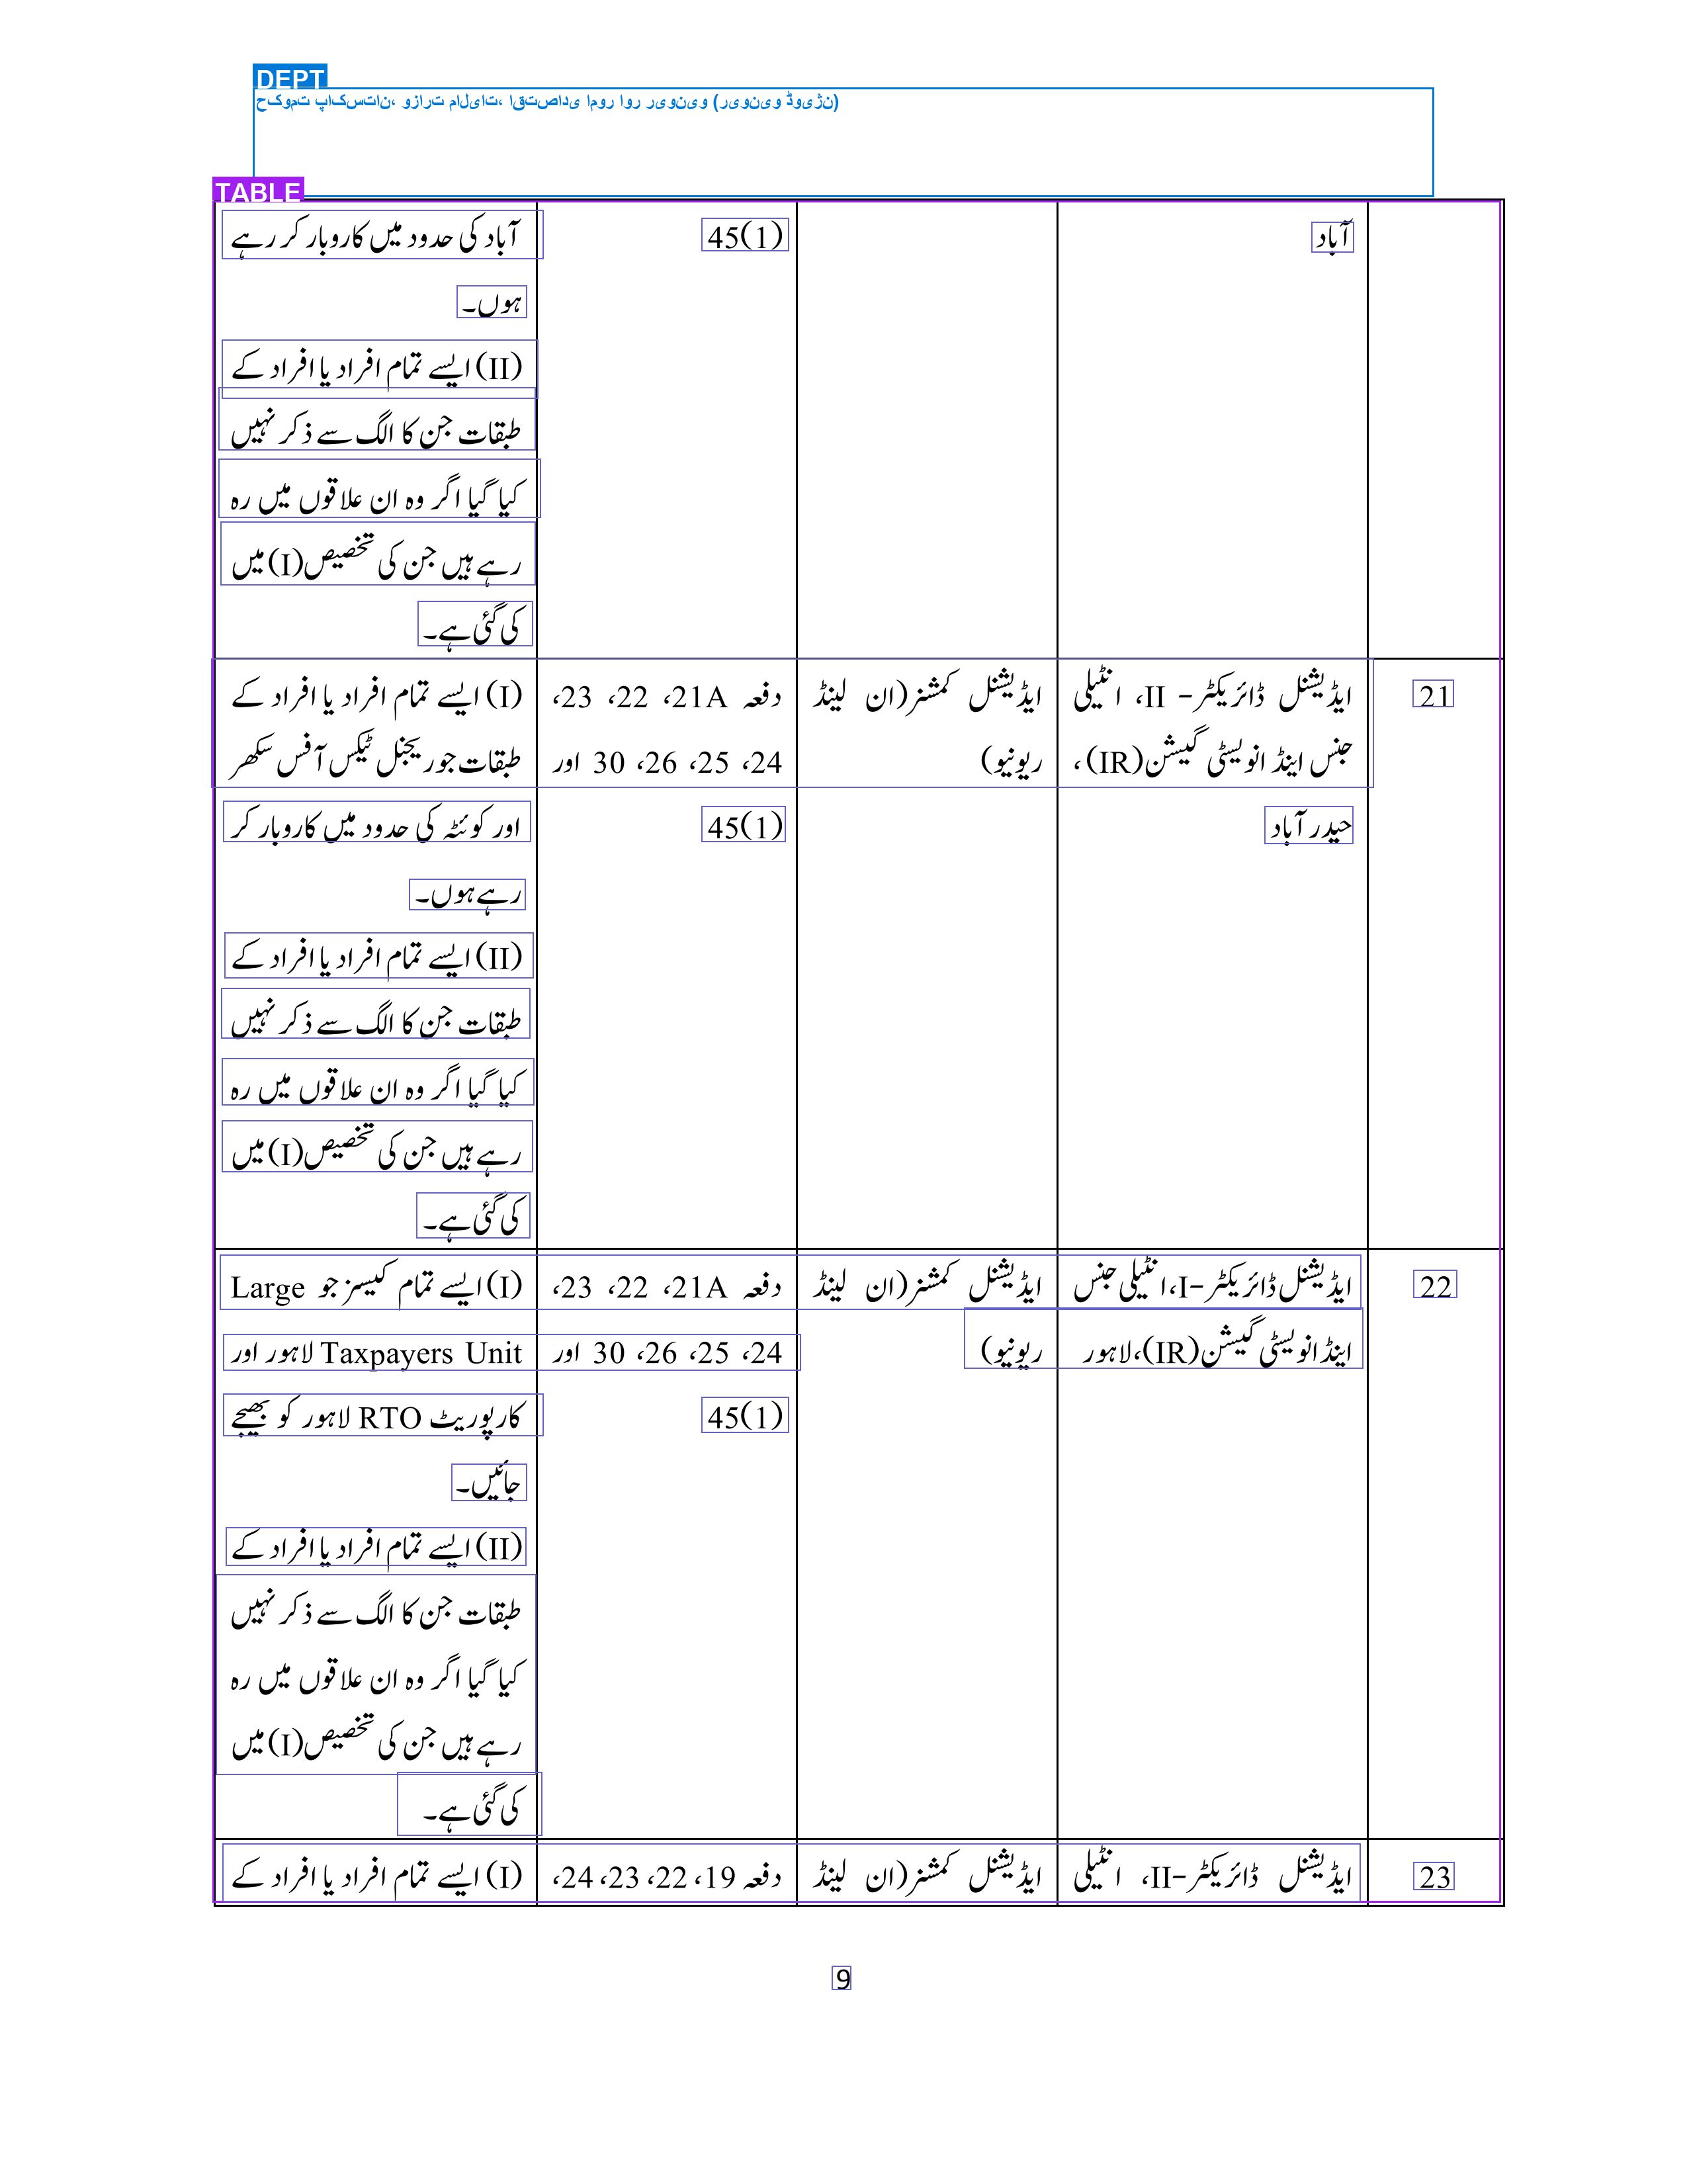 DEPT
حکومت پاکستان، وزارت مالیات، اقتصادی امور اور ریونیو (ریونیو ڈویژن)
TABLE
آباد 45(1) آباد کی حدود میں کاروبار کر رہے
ہوں۔
(II) ایسے تمام افراد یا افراد کے
طبقات جن کا الگ سے ذکر نہیں
کیا گیا اگر وہ ان علاقوں میں رہ
رہے ہیں جن کی تخصیص (I) میں
کی گئی ہے۔
21 ایڈیشنل ڈائریکٹر- II، انٹیلی ایڈیشنل کمشنر (ان لینڈ دفعہ 21A، 22، 23، (I) ایسے تمام افراد یا افراد کے
جنس اینڈ انویسٹی گیشن (IR)، ریونیو) 24، 25، 26، 30 اور طبقات جو ریجنل ٹیکس آفس سکھر
حیدر آباد 45(1) اور کوئٹہ کی حدود میں کاروبار کر
رہے ہوں۔
(II) ایسے تمام افراد یا افراد کے
طبقات جن کا الگ سے ذکر نہیں
کیا گیا اگر وہ ان علاقوں میں رہ
رہے ہیں جن کی تخصیص (I) میں
کی گئی ہے۔
22 ایڈیشنل ڈائریکٹر-I، انٹیلی جنس ایڈیشنل کمشنر (ان لینڈ دفعہ 21A، 22، 23، (I) ایسے تمام کیسز جو Large
اینڈ انویسٹی گیشن (IR)، لاہور ریونیو) 24، 25، 26، 30 اور Taxpayers Unit لاہور اور
45(1) کارپوریٹ RTO لاہور کو بھیجے
جائیں۔
(II) ایسے تمام افراد یا افراد کے
طبقات جن کا الگ سے ذکر نہیں
کیا گیا اگر وہ ان علاقوں میں رہ
رہے ہیں جن کی تخصیص (I) میں
کی گئی ہے۔
23 ایڈیشنل ڈائریکٹر-II، انٹیلی ایڈیشنل کمشنر (ان لینڈ دفعہ 19، 22، 23، 24، (I) ایسے تمام افراد یا افراد کے
9